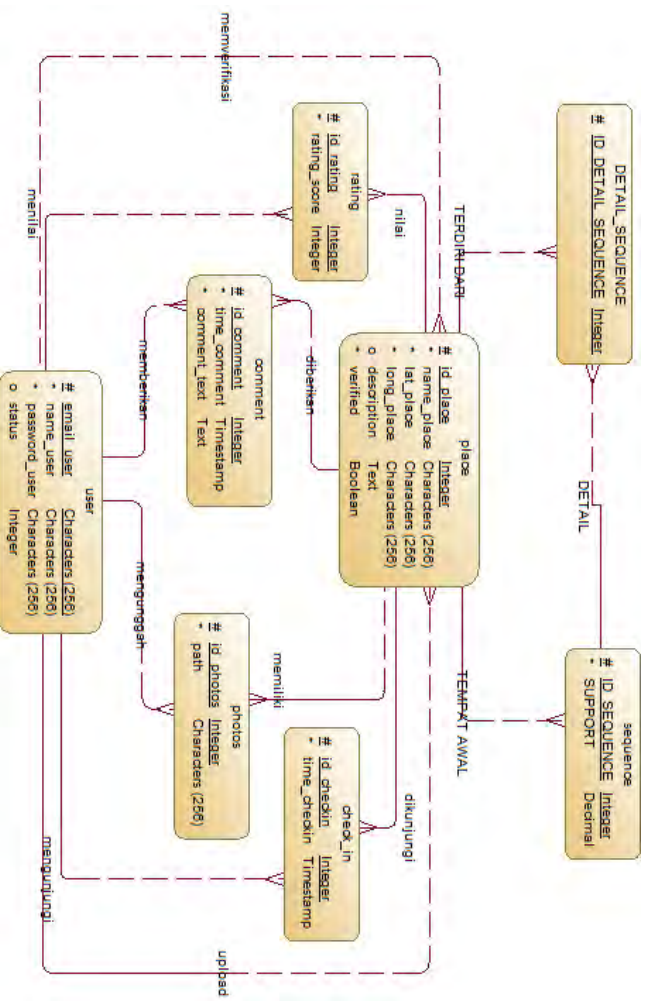 DETAIL_SEQUENCE
# ID_DETAIL_SEQUENCE Integer
sequence
# ID_SEQUENCE Integer
* SUPPORT Decimal
DETAIL
TERDIRI DARI
TEMPAT AWAL
place
# id_place Integer
* name_place Characters (256)
* lat_place Characters (256)
* long_place Characters (256)
o description Text
* verified Boolean
nilai
dikunjungi
rating
# id_rating Integer
* rating_score Integer
check_in
# id_checkin Integer
* time_checkin Timestamp
diberikan
memiliki
comment
# id_comment Integer
* time_comment Timestamp
* comment_text Text
photos
# id_photos Integer
* path Characters (256)
memverifikasi
memberikan
mengunggah
upload
menilai
mengunjungi
user
# email_user Characters (256)
* name_user Characters (256)
* password_user Characters (256)
o status Integer